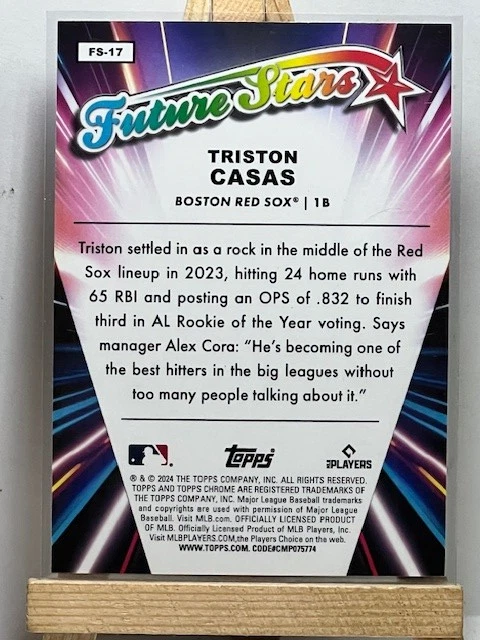 FS-17
Future Stars
TRISTON
CASAS
BOSTON RED SOX® | 1B
Triston settled in as a rock in the middle of the Red
Sox lineup in 2023, hitting 24 home runs with
65 RBI and posting an OPS of .832 to finish
third in AL Rookie of the Year voting. Says
manager Alex Cora: “He’s becoming one of
the best hitters in the big leagues without
too many people talking about it.”
topps
MLB PLAYERS
® & © 2024 THE TOPPS COMPANY, INC. ALL RIGHTS RESERVED.
TOPPS AND TOPPS CHROME ARE REGISTERED TRADEMARKS OF
THE TOPPS COMPANY, INC. Major League Baseball trademarks
and copyrights are used with permission of Major League
Baseball. Visit MLB.com. OFFICIALLY LICENSED PRODUCT
OF MLB. Officially Licensed Product of MLB Players, Inc.
Visit MLBPLAYERS.COM,the Players Choice on the web.
WWW.TOPPS.COM. CODE#CMP075774